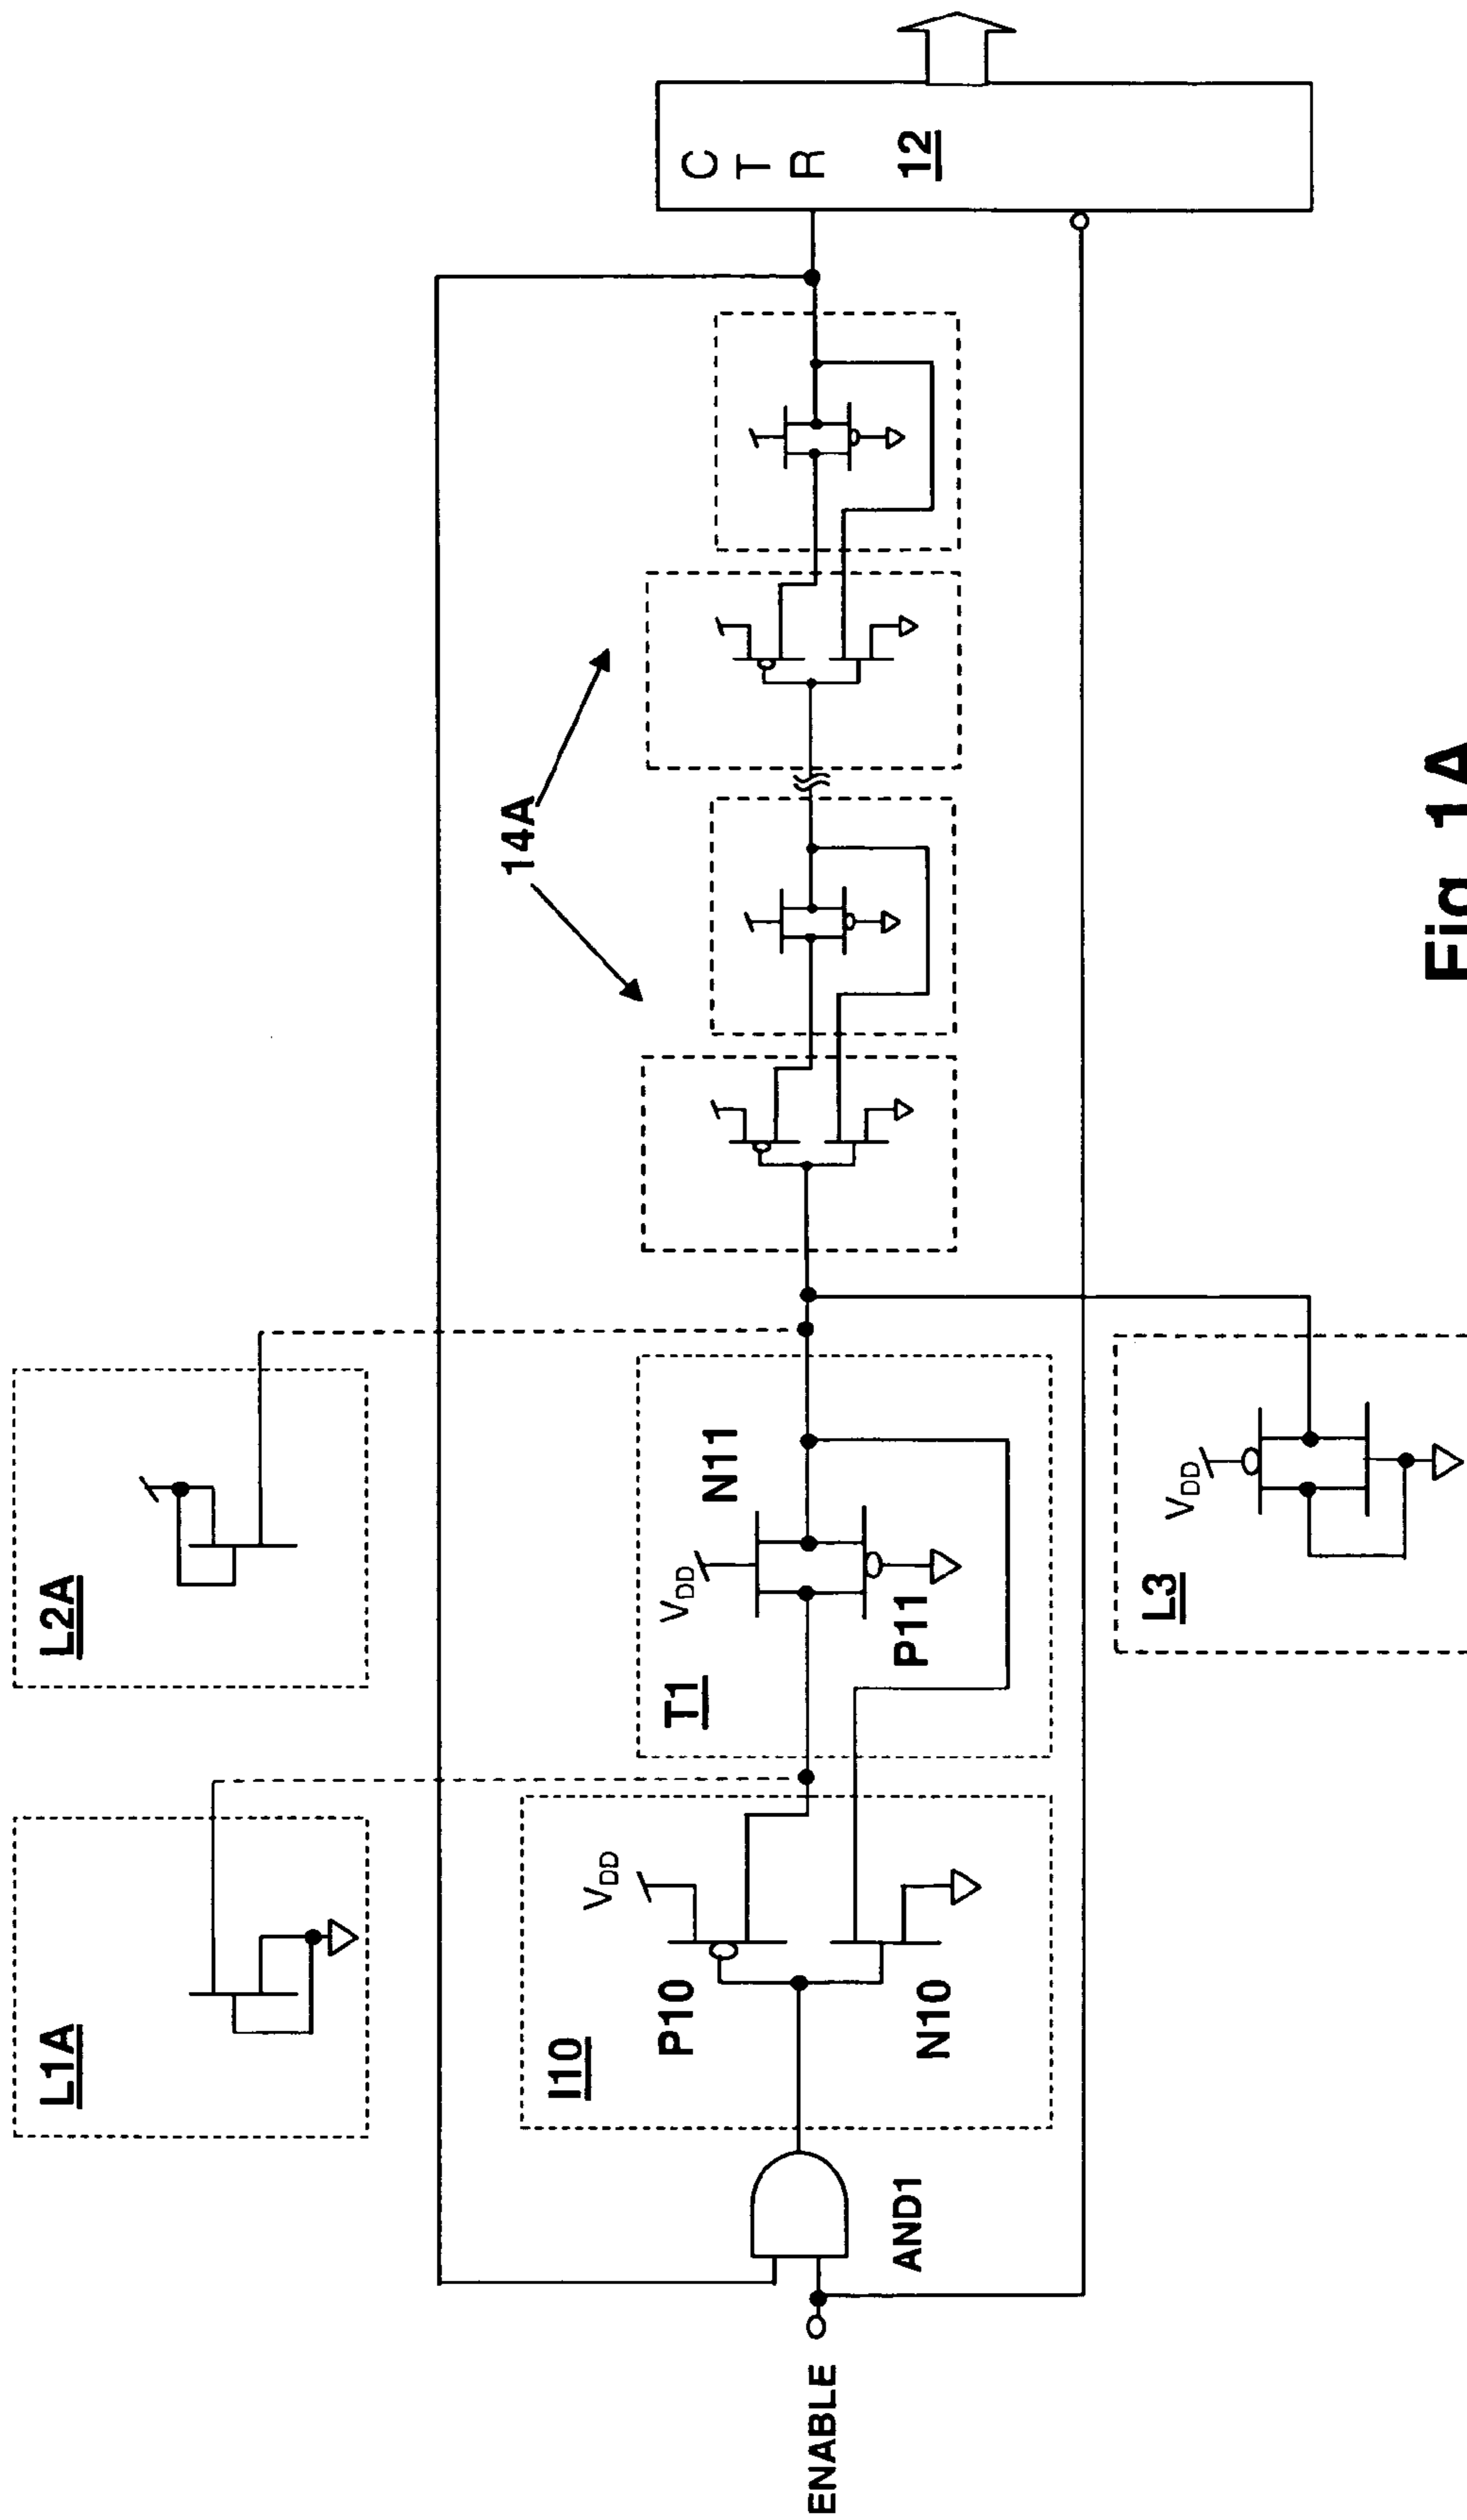 L1A
L2A
14A
C
T
R
12
I10
P10
VDD
N10
T1
VDD
N11
P11
ENABLE
AND1
L3
VDD
Fig. 1A